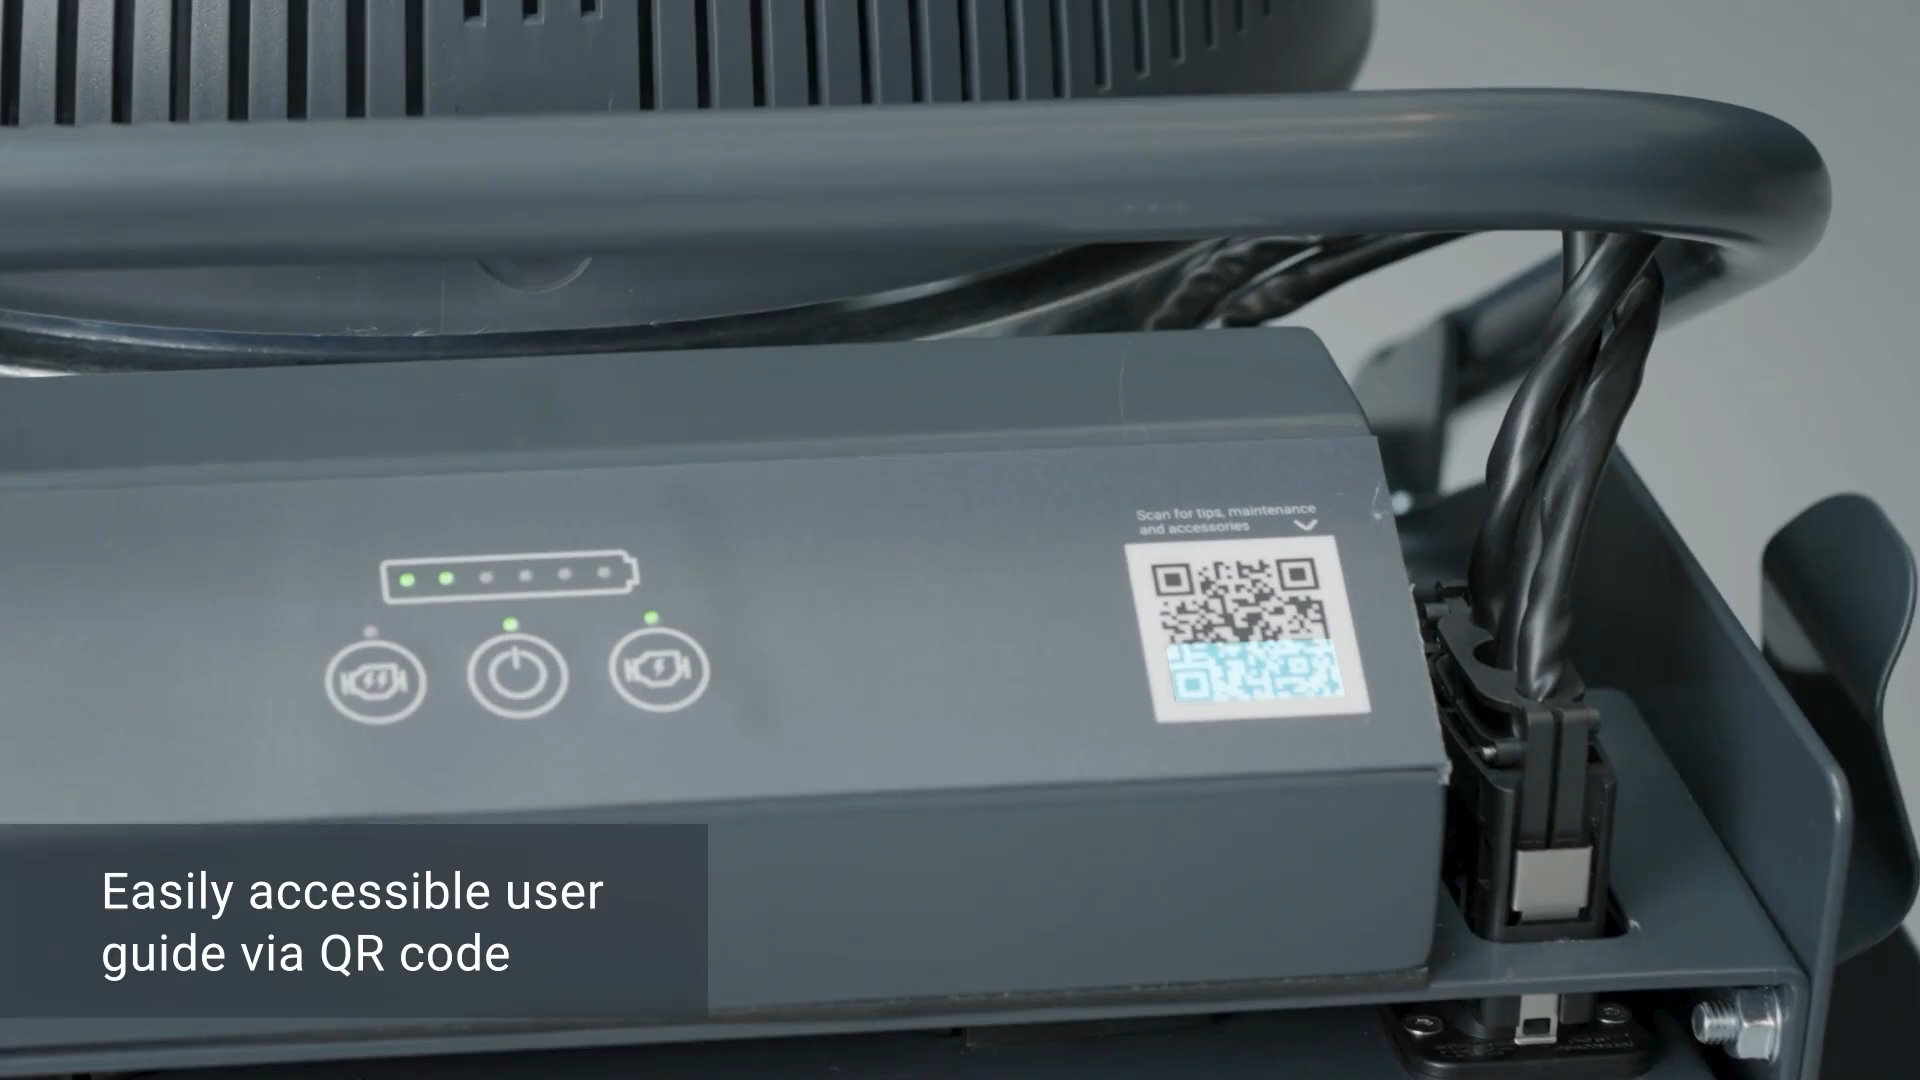 Scan for tips, maintenance
and accessories
Easily accessible user
guide via QR code